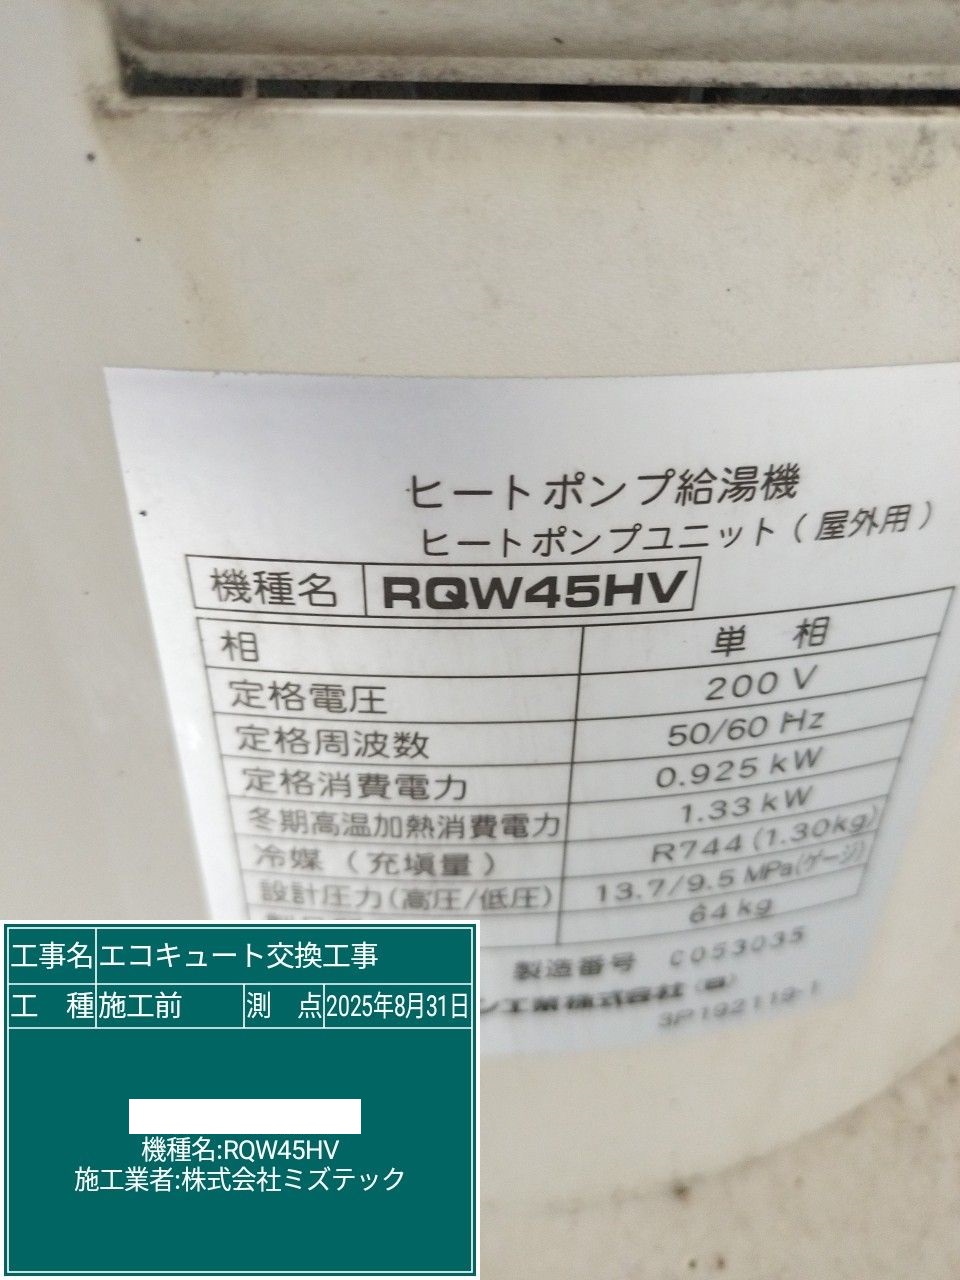 ヒートポンプ給湯機
ヒートポンプユニット(屋外用)
機種名 RQW45HV
相 単 相
定格電圧 200 V
定格周波数 50/60 Hz
定格消費電力 0.925 kW
冬期高温加熱消費電力 1.33 kW
冷媒(充填量) R744(1.30kg)
設計圧力(高圧/低圧) 13.7/9.5 MPa(ゲージ)
64 kg
製造番号 C053035
ン工業株式会社
3P192119-1
工事名 エコキュート交換工事
工 種 施工前 測 点 2025年8月31日
機種名:RQW45HV
施工業者:株式会社ミズテック